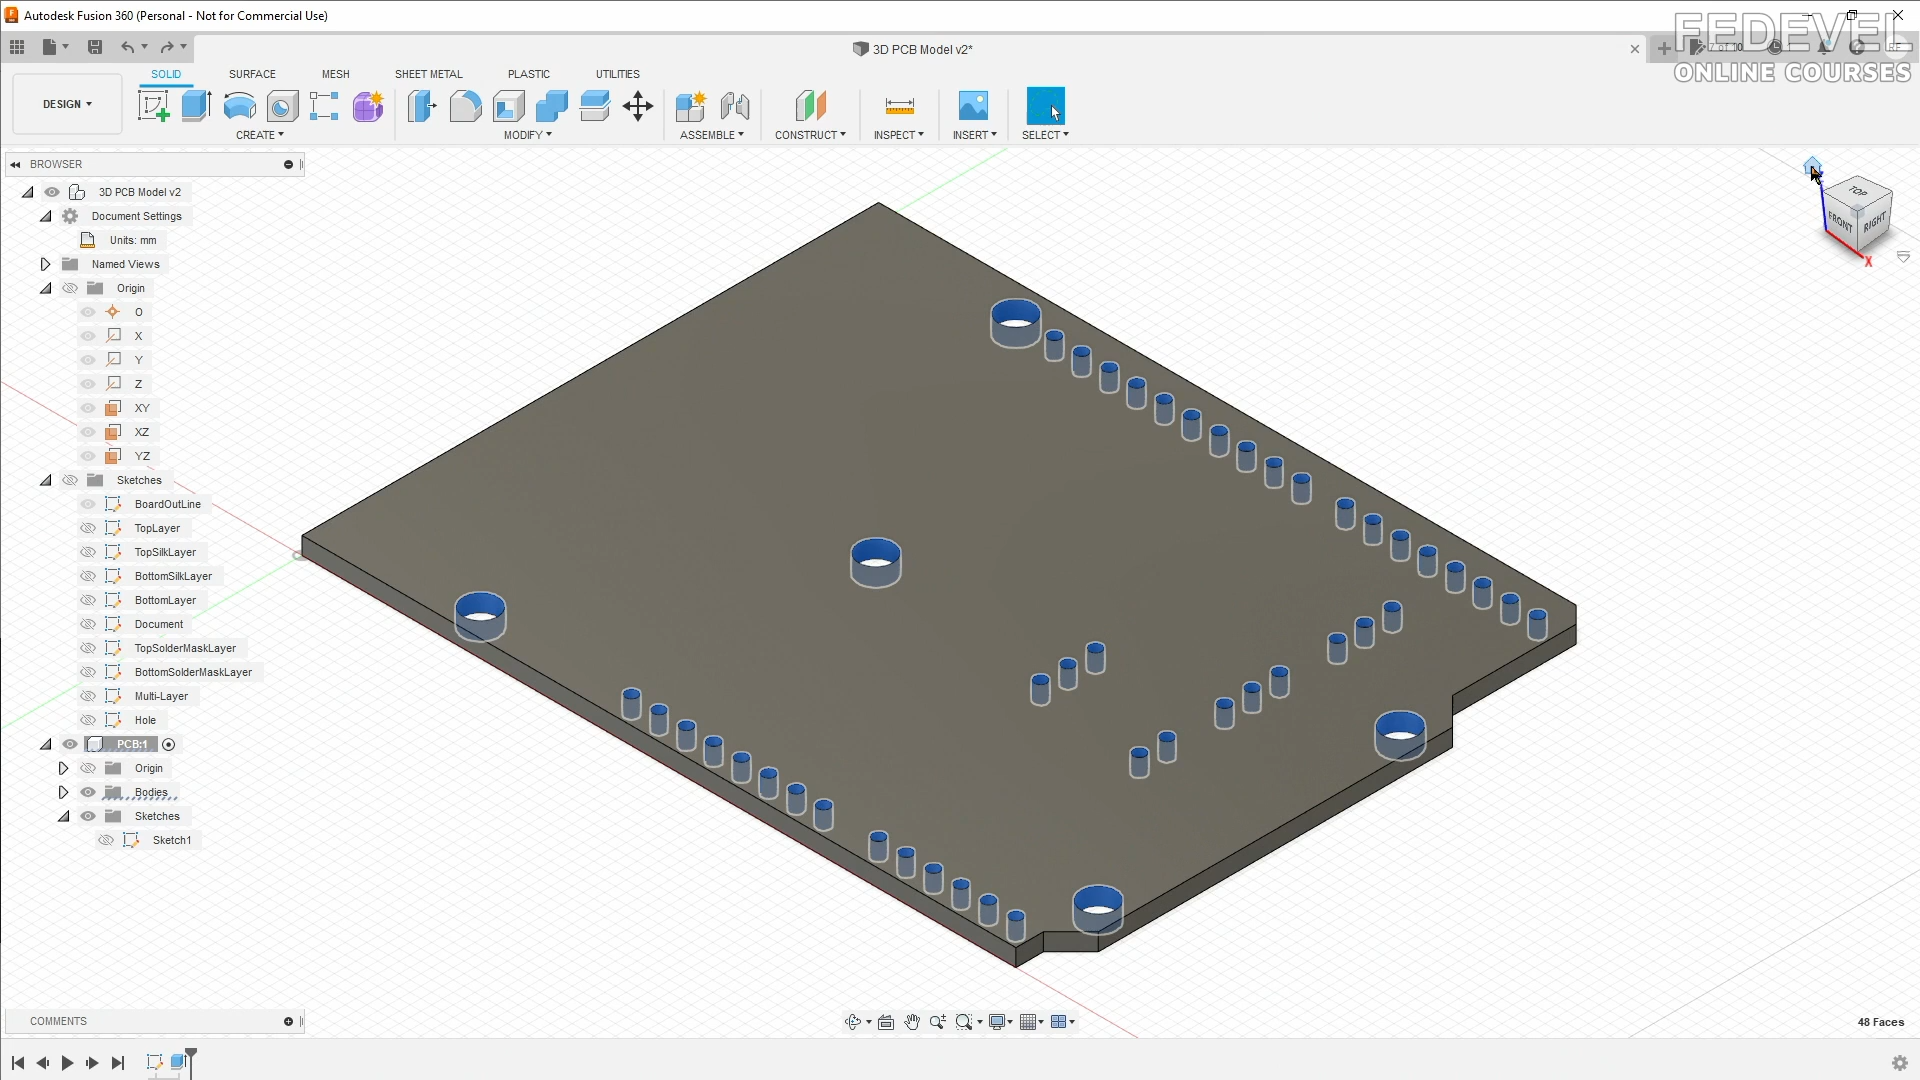 Autodesk Fusion 360 (Personal - Not for Commercial Use)
FEDEVEL
ONLINE COURSES
3D PCB Model v2*
SOLID
SURFACE
MESH
SHEET METAL
PLASTIC
UTILITIES
DESIGN
CREATE
MODIFY
ASSEMBLE
CONSTRUCT
INSPECT
INSERT
SELECT
BROWSER
3D PCB Model v2
Document Settings
Units: mm
Named Views
Origin
O
X
Y
Z
XY
XZ
YZ
Sketches
BoardOutLine
TopLayer
TopSilkLayer
BottomSilkLayer
BottomLayer
Document
TopSolderMaskLayer
BottomSolderMaskLayer
Multi-Layer
Hole
PCB:1
Origin
Bodies
Sketches
Sketch1
TOP
FRONT
RIGHT
X
COMMENTS
48 Faces